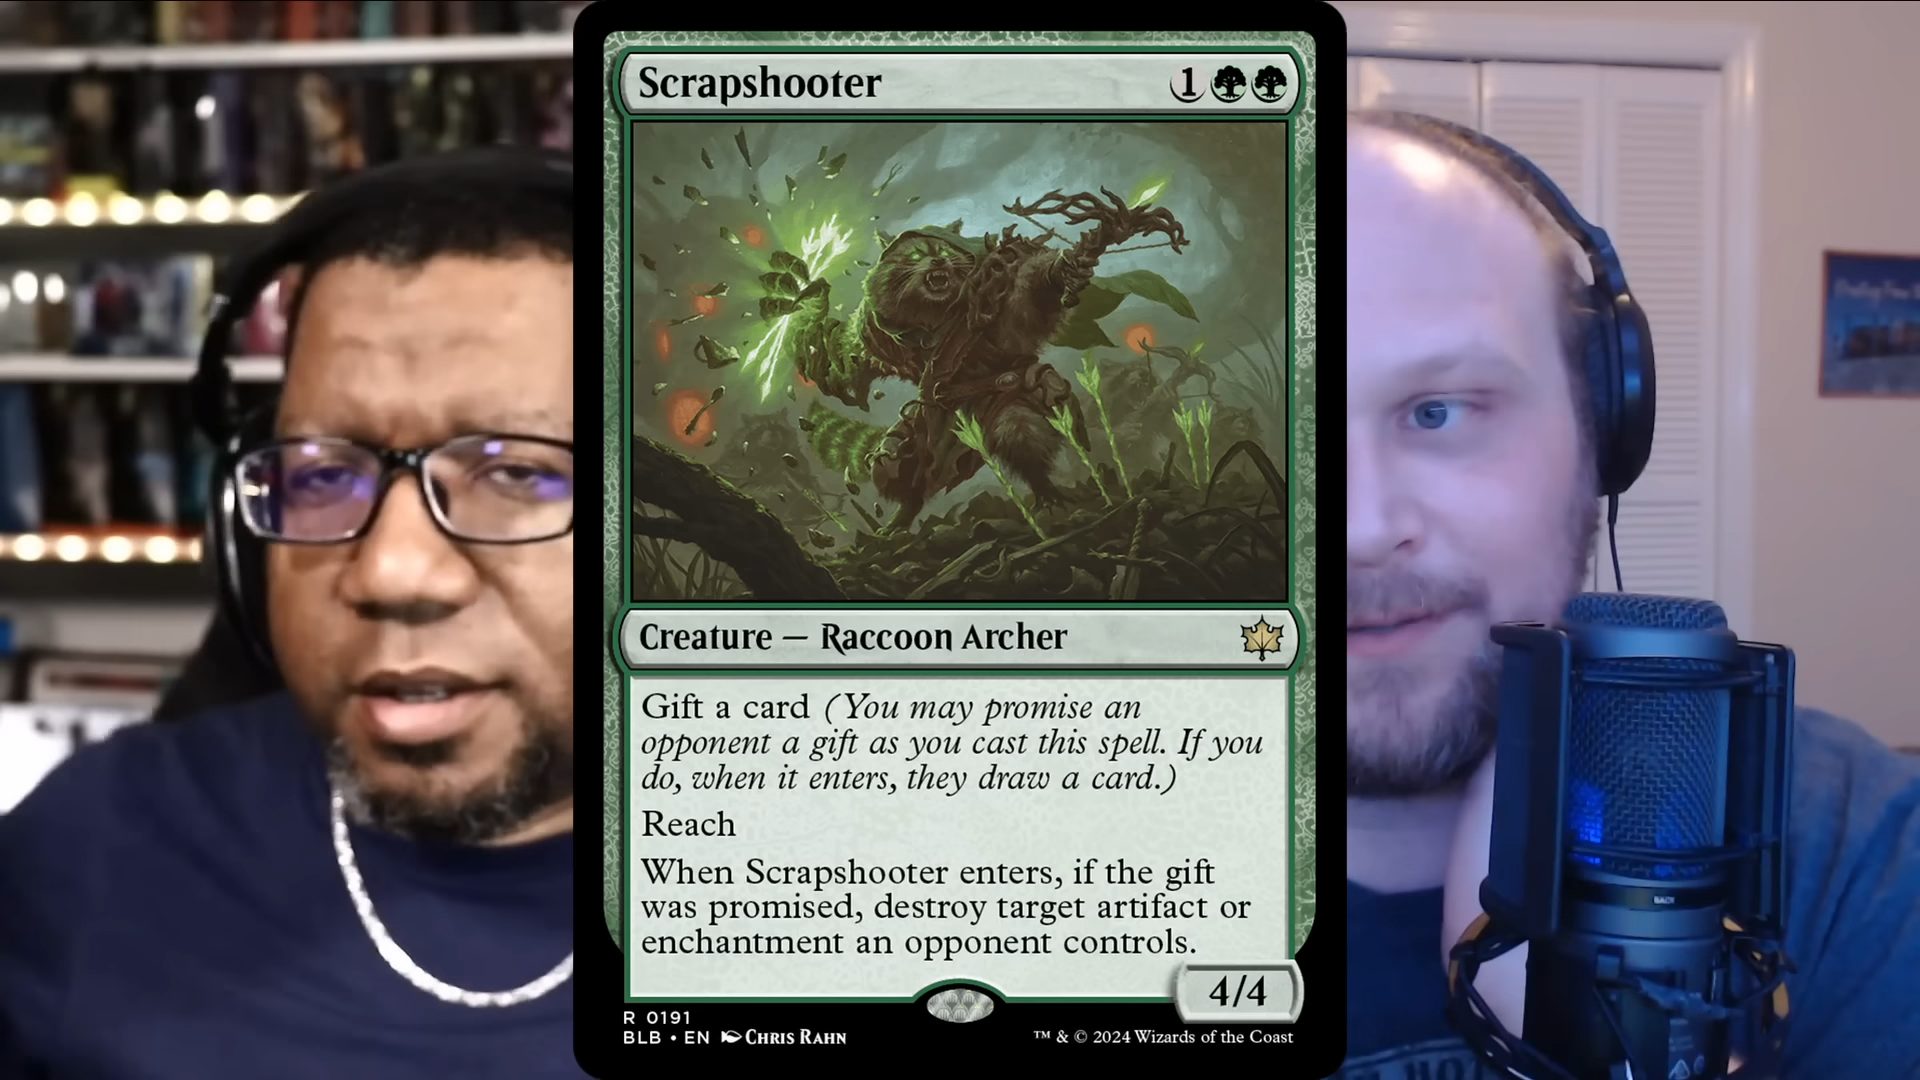 Scrapshooter 1
Creature — Raccoon Archer
Gift a card (You may promise an
opponent a gift as you cast this spell. If you
do, when it enters, they draw a card.)
Reach
When Scrapshooter enters, if the gift
was promised, destroy target artifact or
enchantment an opponent controls.
4/4
R 0191
BLB • EN Chris Rahn
™ & © 2024 Wizards of the Coast
BACK